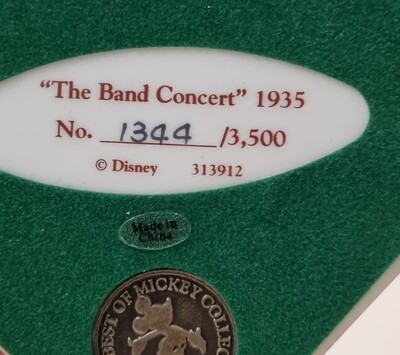 “The Band Concert” 1935
No. 1344 /3,500
© Disney 313912
Made in
China
BEST OF MICKEY COLLEC